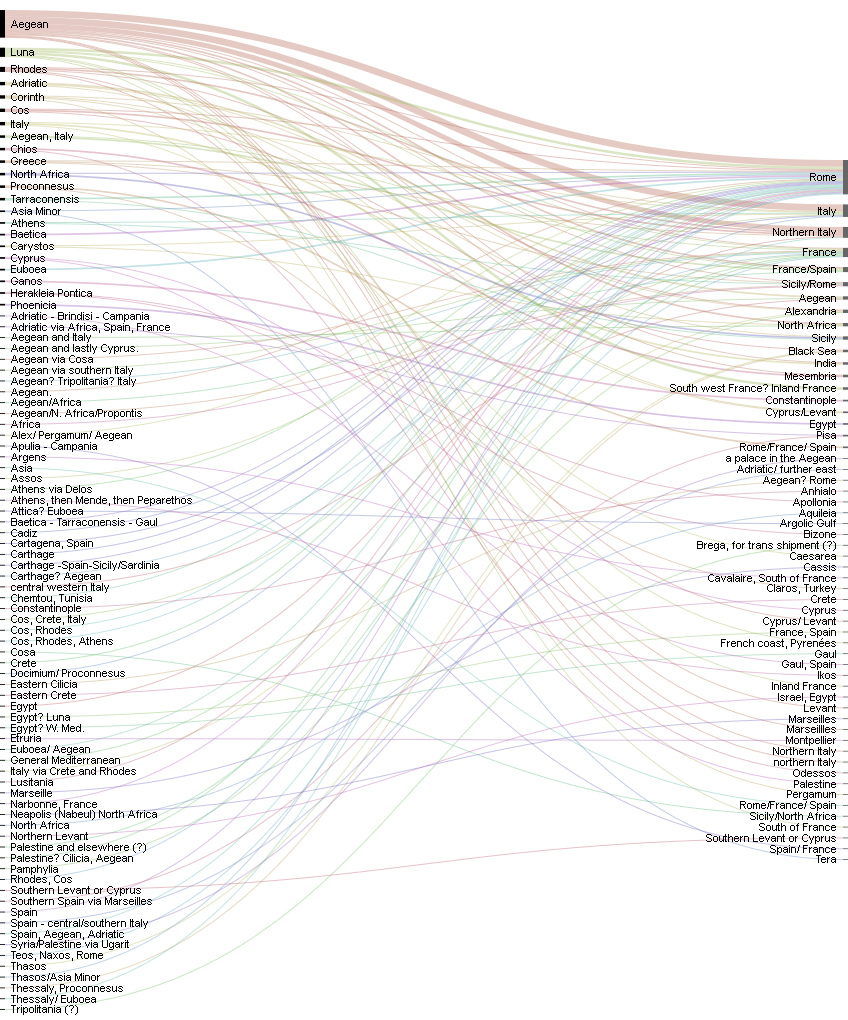 Aegean
Luna
Rhodes
Adriatic
Corinth
Cos
Italy
Aegean, Italy
Chios
Greece
North Africa
Proconnesus
Tarraconensis
Asia Minor
Athens
Baetica
Carystos
Cyprus
Euboea
Ganos
Herakleia Pontica
Phoenicia
Adriatic - Brindisi - Campania
Adriatic via Africa, Spain, France
Aegean and Italy
Aegean and lastly Cyprus.
Aegean via Cosa
Aegean via southern Italy
Aegean? Tripolitania? Italy
Aegean.
Aegean/Africa
Aegean/N. Africa/Propontis
Africa
Alex/ Pergamum/ Aegean
Apulia - Campania
Argens
Asia
Assos
Athens via Delos
Athens, then Mende, then Peparethos
Attica? Euboea
Baetica - Tarraconensis - Gaul
Cadiz
Cartagena, Spain
Carthage
Carthage -Spain-Sicily/Sardinia
Carthage? Aegean
central western Italy
Chemtou, Tunisia
Constantinople
Cos, Crete, Italy
Cos, Rhodes
Cos, Rhodes, Athens
Cosa
Crete
Docimium/ Proconnesus
Eastern Cilicia
Eastern Crete
Egypt
Egypt? Luna
Egypt? W. Med.
Etruria
Euboea/ Aegean
General Mediterranean
Italy via Crete and Rhodes
Lusitania
Marseille
Narbonne, France
Neapolis (Nabeul) North Africa
North Africa
Northern Levant
Palestine and elsewhere (?)
Palestine? Cilicia, Aegean
Pamphylia
Rhodes, Cos
Southern Levant or Cyprus
Southern Spain via Marseilles
Spain
Spain - central/southern Italy
Spain, Aegean, Adriatic
Syria/Palestine via Ugarit
Teos, Naxos, Rome
Thasos
Thasos/Asia Minor
Thessaly, Proconnesus
Thessaly/ Euboea
Tripolitania (?)
Rome
Italy
Northern Italy
France
France/Spain
Sicily/Rome
Aegean
Alexandria
North Africa
Sicily
Black Sea
India
Mesembria
South west France? Inland France
Constantinople
Cyprus/Levant
Egypt
Pisa
Rome/France/ Spain
a palace in the Aegean
Adriatic/ further east
Aegean? Rome
Anhialo
Apollonia
Aquileia
Argolic Gulf
Bizone
Brega, for trans shipment (?)
Caesarea
Cassis
Cavalaire, South of France
Claros, Turkey
Crete
Cyprus
Cyprus/ Levant
France, Spain
French coast, Pyrenées
Gaul
Gaul, Spain
Ikos
Inland France
Israel, Egypt
Levant
Marseilles
Marseillles
Montpellier
Northern Italy
northern Italy
Odessos
Palestine
Pergamum
Rome/France/ Spain
Sicily/North Africa
South of France
Southern Levant or Cyprus
Spain/ France
Tera